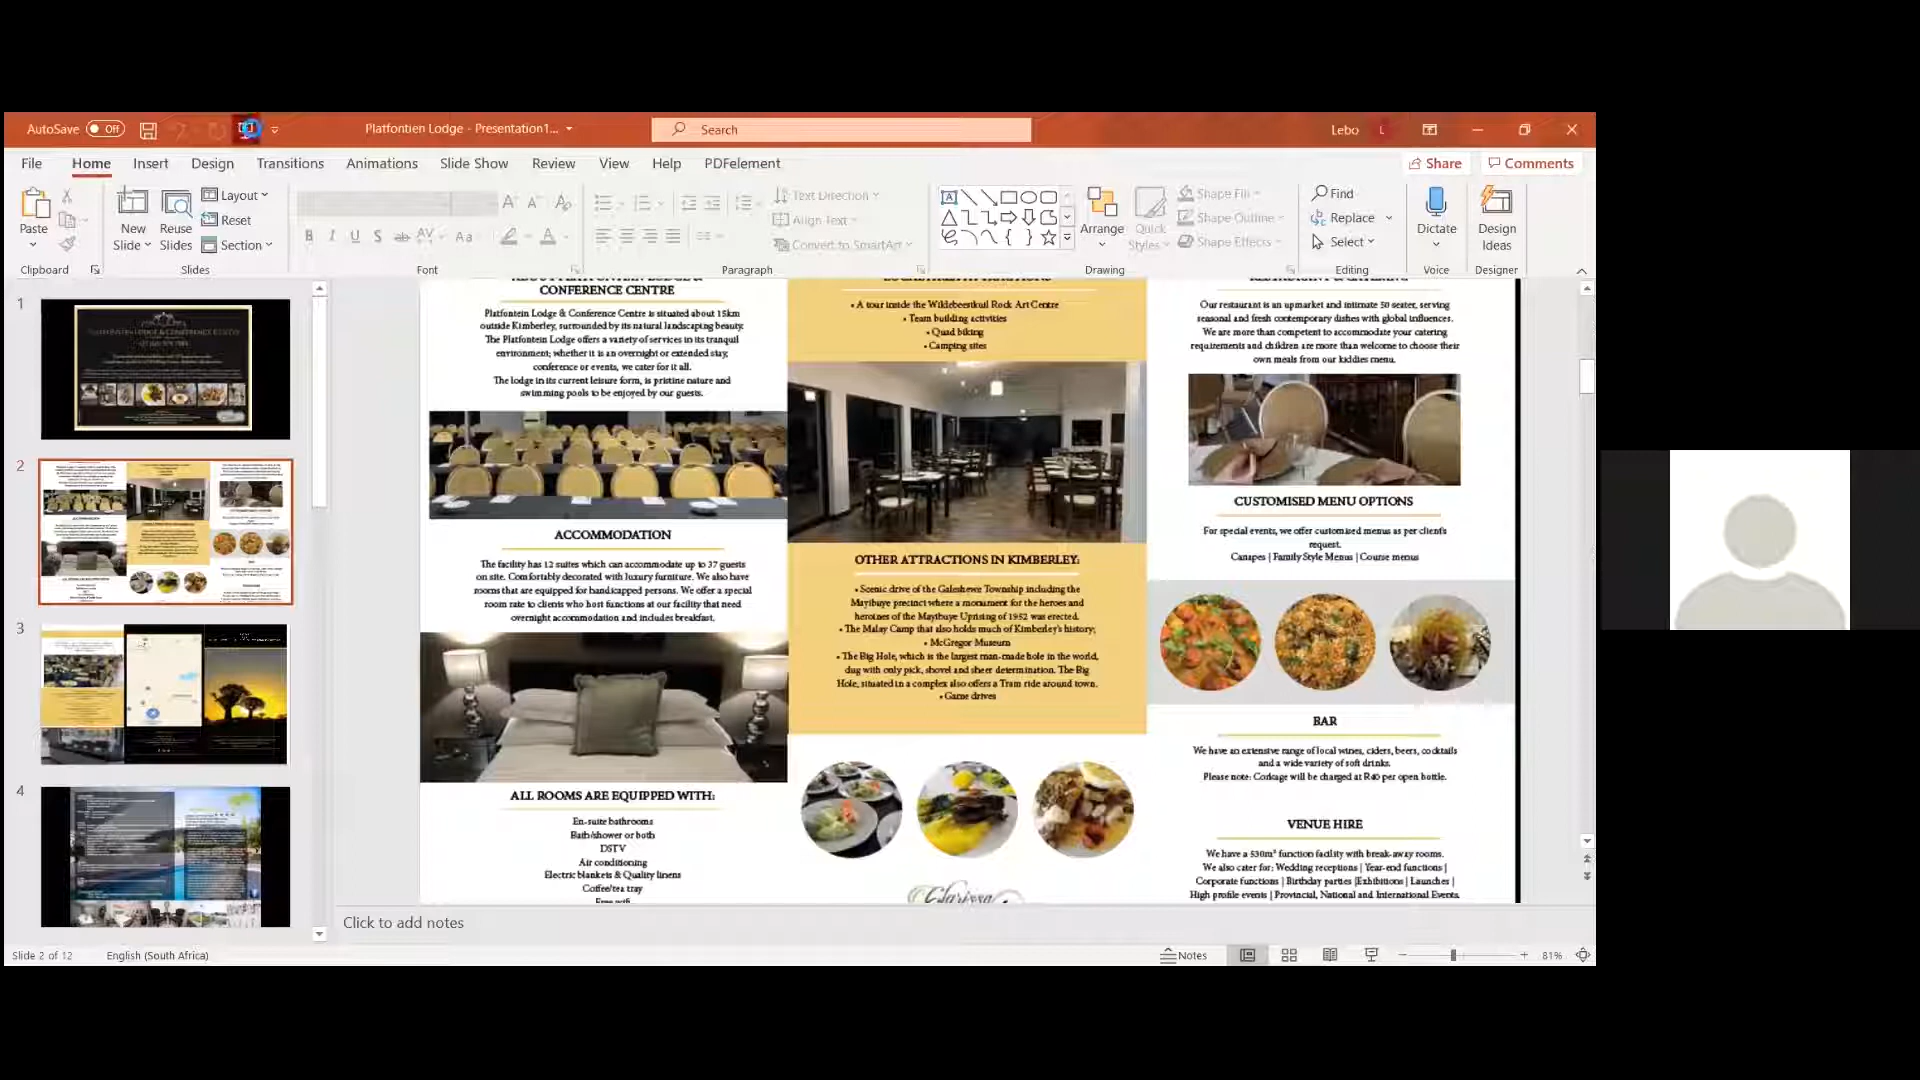 AutoSave Off
Platfontien Lodge - Presentation1...
Search
Lebo
L
File Home Insert Design Transitions Animations Slide Show Review View Help PDFelement
Share
Comments
Paste
Clipboard
New
Slide
Reuse
Slides
Layout
Reset
Section
Slides
B I U S ab AV Aa
Font
Text Direction
Align Text
Convert to SmartArt
Paragraph
Arrange
Quick
Styles
Shape Fill
Shape Outline
Shape Effects
Drawing
Find
Replace
Select
Editing
Dictate
Voice
Design
Ideas
Designer
1
2
3
4
CONFERENCE CENTRE
Platfontein Lodge & Conference Centre is situated about 15km
outside Kimberley, surrounded by its natural landscaping beauty.
The Platfontein Lodge offers a variety of services in its tranquil
environment; whether it is an overnight or extended stay,
conference or events, we cater for it all.
The lodge in its current leisure form, is pristine nature and
swimming pools to be enjoyed by our guests.
ACCOMMODATION
The facility has 12 suites which can accommodate up to 37 guests
on site. Comfortably decorated with luxury furniture. We also have
rooms that are equipped for handicapped persons. We offer a special
room rate to clients who host functions at our facility that need
overnight accommodation and includes breakfast.
ALL ROOMS ARE EQUIPPED WITH:
En-suite bathrooms
Bath/shower or both
DSTV
Air conditioning
Electric blankets & Quality linens
Coffee/tea tray
Free wifi
• A tour inside the Wildebeestkuil Rock Art Centre
• Team building activities
• Quad biking
• Camping sites
OTHER ATTRACTIONS IN KIMBERLEY:
• Scenic drive of the Galeshewe Township including the
Mayibuye precinct where a monument for the heroes and
heroines of the Mayibuye Uprising of 1952 was erected.
• The Malay Camp that also holds much of Kimberley's history;
• McGregor Museum
• The Big Hole, which is the largest man-made hole in the world,
dug with only pick, shovel and sheer determination. The Big
Hole, situated in a complex also offers a Tram ride around town.
• Game drives
Clarissa
RESTAURANT & CATERING
Our restaurant is an upmarket and intimate 50 seater, serving
seasonal and fresh contemporary dishes with global influences.
We are more than competent to accommodate your catering
requirements and children are more than welcome to choose their
own meals from our kiddies menu.
CUSTOMISED MENU OPTIONS
For special events, we offer customised menus as per client's
request.
Canapes | Family Style Menus | Course menus
BAR
We have an extensive range of local wines, ciders, beers, cocktails
and a wide variety of soft drinks.
Please note: Corkage will be charged at R40 per open bottle.
VENUE HIRE
We have a 530m² function facility with break-away rooms.
We also cater for: Wedding receptions | Year-end functions |
Corporate functions | Birthday parties |Exhibitions | Launches |
High profile events | Provincial, National and International Events.
Click to add notes
Slide 2 of 12
English (South Africa)
Notes
81%